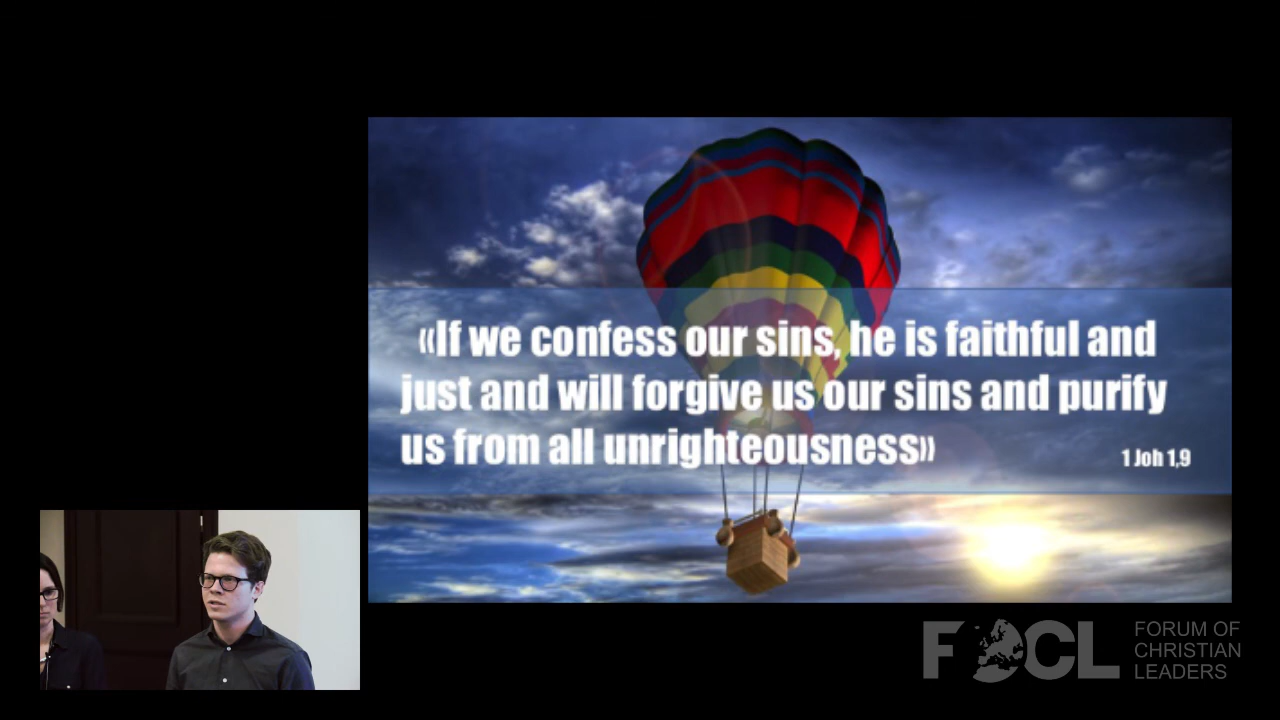 «If we confess our sins, he is faithful and
just and will forgive us our sins and purify
us from all unrighteousness»
1 Joh 1,9
FOCL
FORUM OF
CHRISTIAN
LEADERS